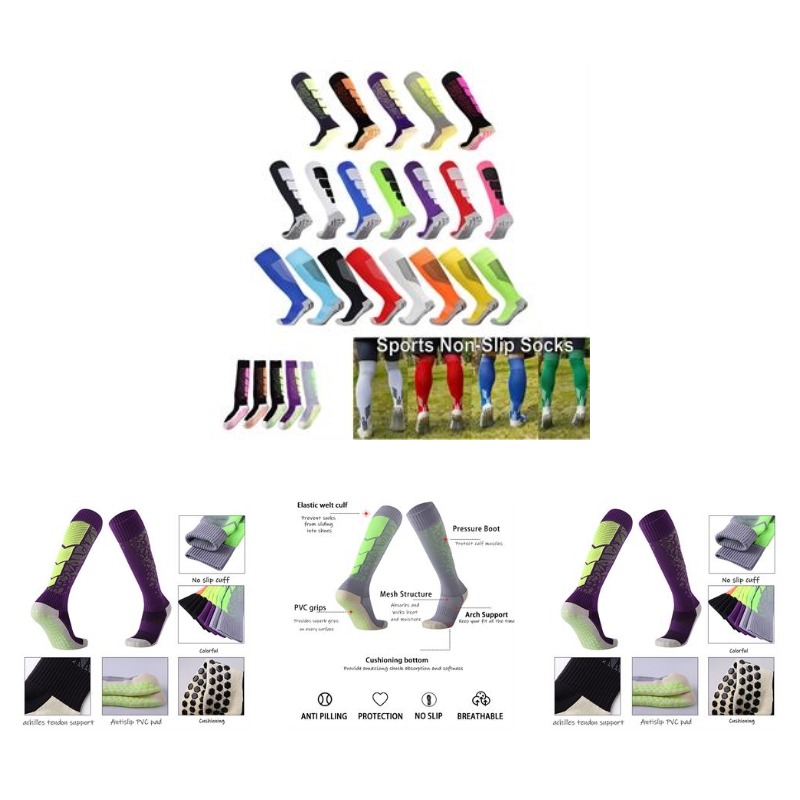 Sports Non-Slip Socks
No slip cuff
Colorful
achilles tendon support
Antislip PVC pad
Cushioning
Elastic welt culf
Prevent socks
from sliding
into shoes
Pressure Boot
Protect calf muscles
Mesh Structure
Absorbs and
wicks heat
and moisture
PVC grips
Provides superb grips
on every surface
Arch Support
Keep your fit all the time
Cushioning bottom
Provide amaziong shock absorption and softness
ANTI PILLING
PROTECTION
NO SLIP
BREATHABLE
No slip cuff
Colorful
achilles tendon support
Antislip PVC pad
Cushioning